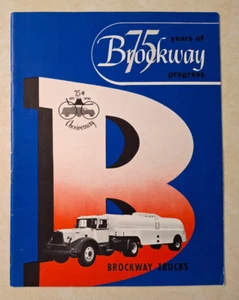 75 years of
Brockway
progress
75th
Anniversary
BROCKWAY TRUCKS